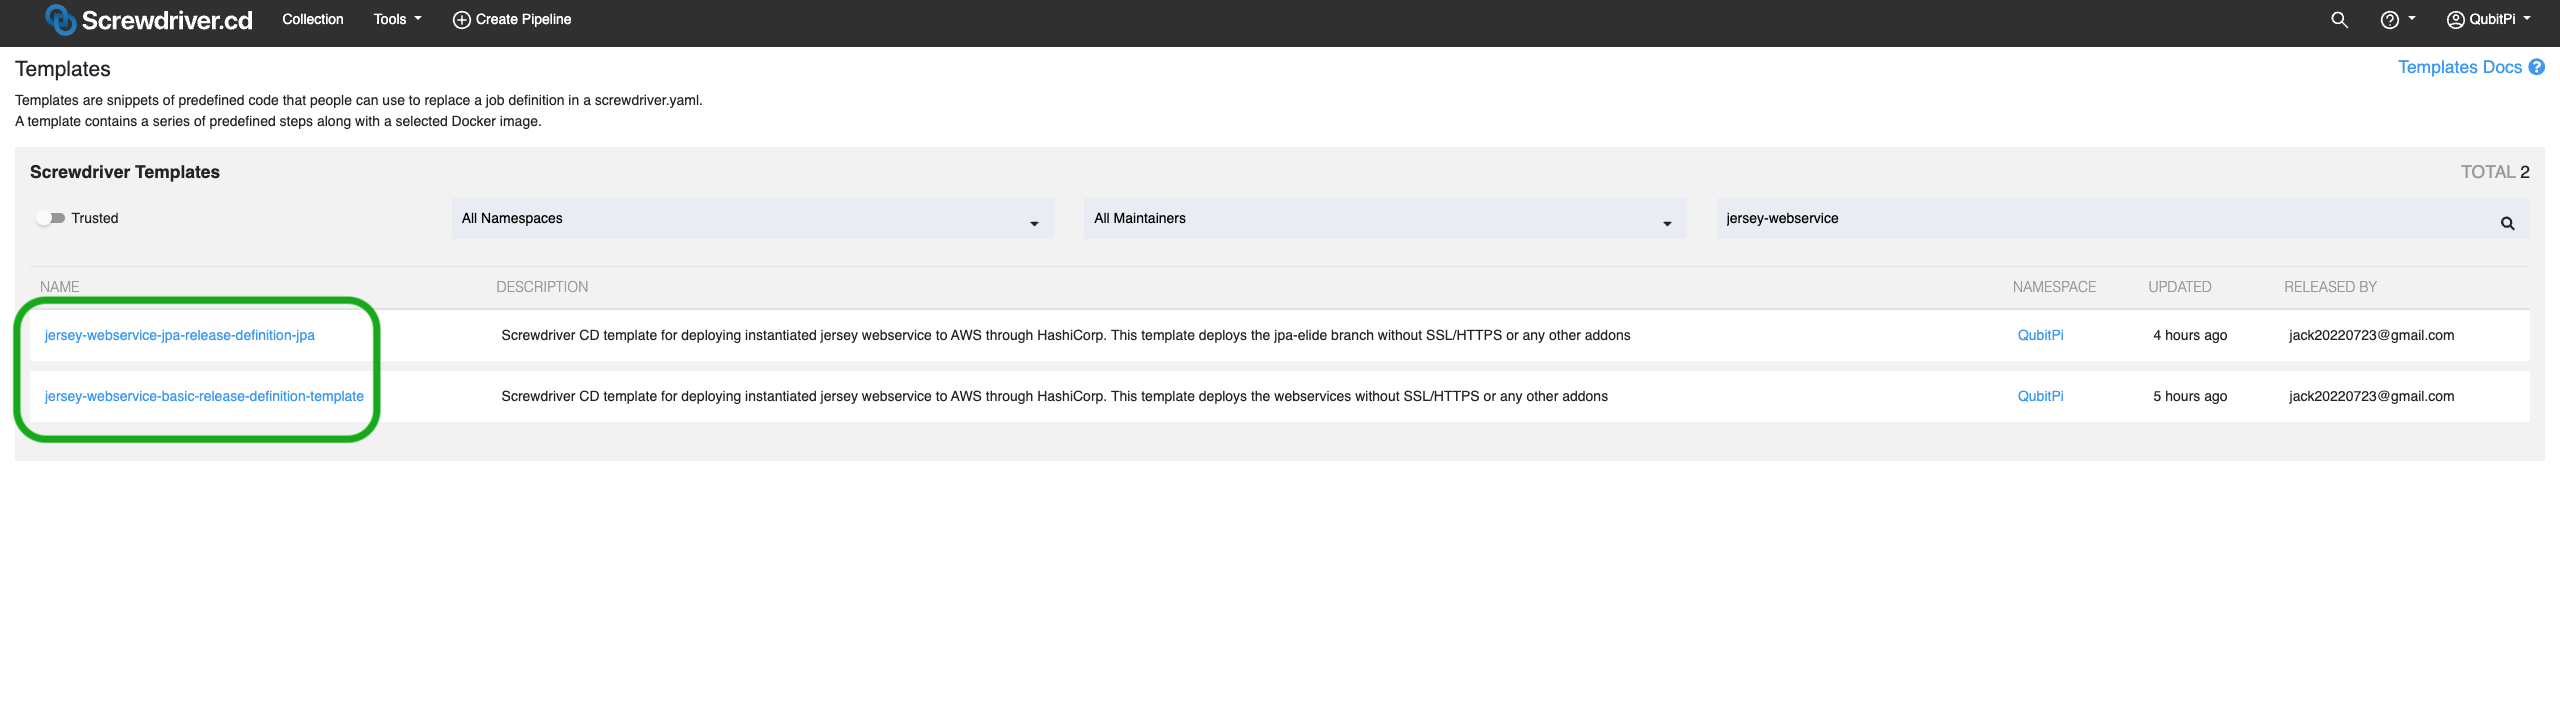 Screwdriver.cd Collection Tools Create Pipeline QubitPi
Templates Templates Docs
Templates are snippets of predefined code that people can use to replace a job definition in a screwdriver.yaml.
A template contains a series of predefined steps along with a selected Docker image.
Screwdriver Templates TOTAL 2
Trusted All Namespaces All Maintainers jersey-webservice
NAME DESCRIPTION NAMESPACE UPDATED RELEASED BY
jersey-webservice-jpa-release-definition-jpa Screwdriver CD template for deploying instantiated jersey webservice to AWS through HashiCorp. This template deploys the jpa-elide branch without SSL/HTTPS or any other addons QubitPi 4 hours ago jack20220723@gmail.com
jersey-webservice-basic-release-definition-template Screwdriver CD template for deploying instantiated jersey webservice to AWS through HashiCorp. This template deploys the webservices without SSL/HTTPS or any other addons QubitPi 5 hours ago jack20220723@gmail.com